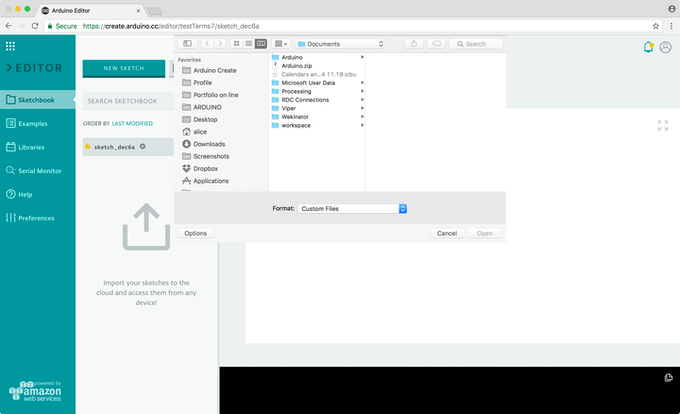 Arduino Editor
Secure
https://create.arduino.cc/editor/testTerms7/sketch_dec6a
EDITOR
Sketchbook
Examples
Libraries
Serial Monitor
Help
Preferences
powered by
amazon
web services
NEW SKETCH
SEARCH SKETCHBOOK
ORDER BY LAST MODIFIED
sketch_dec6a
Import your sketches to the
cloud and access them from any
device!
Documents
Search
Favorites
Arduino Create
Profile
Portfolio on line
ARDUINO
Desktop
alice
Downloads
Screenshots
Dropbox
Applications
Arduino
Arduino.zip
Calendars an...4 11.19.icbu
Microsoft User Data
Processing
RDC Connections
Viper
Wekinator
workspace
Format: Custom Files
Options
Cancel
Open